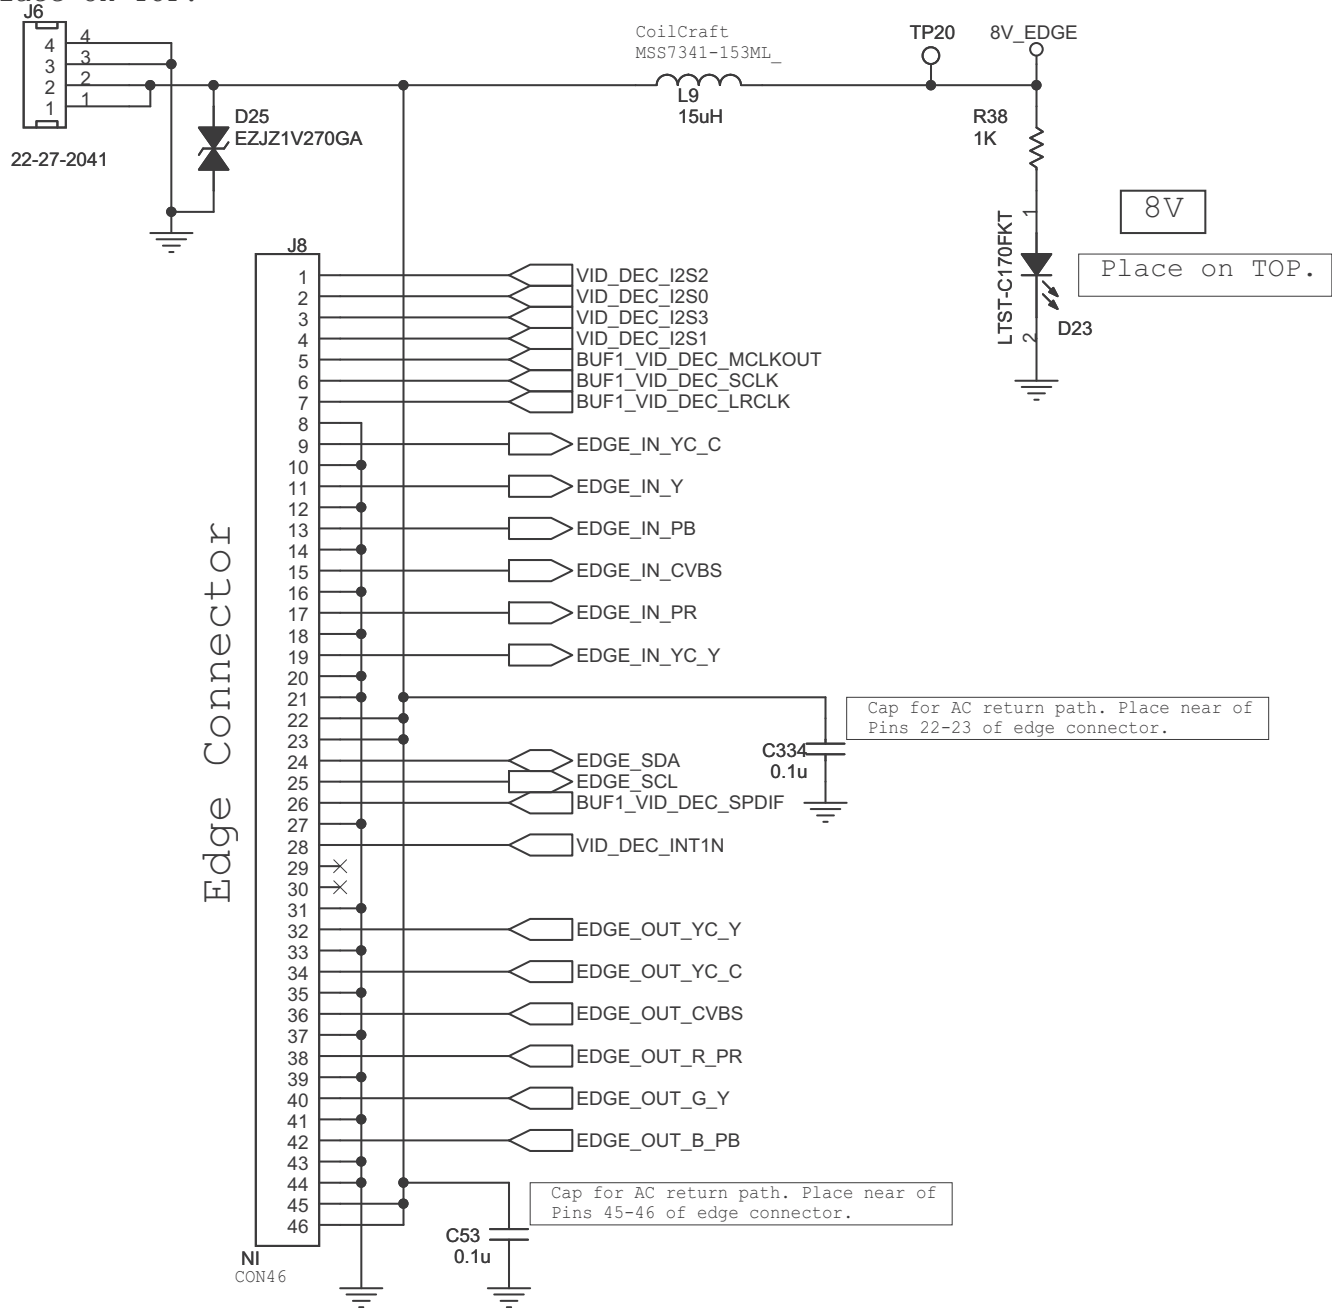 J6
4 4
3 3
2 2
1 1
22-27-2041
D25
EZJZ1V270GA
CoilCraft
MSS7341-153ML_
L9
15uH
TP20
8V_EDGE
R38
1K
8V
Place on TOP.
LTST-C170FKT
1
2
D23
J8
Edge Connector
1 VID_DEC_I2S2
2 VID_DEC_I2S0
3 VID_DEC_I2S3
4 VID_DEC_I2S1
5 BUF1_VID_DEC_MCLKOUT
6 BUF1_VID_DEC_SCLK
7 BUF1_VID_DEC_LRCLK
8
9 EDGE_IN_YC_C
10
11 EDGE_IN_Y
12
13 EDGE_IN_PB
14
15 EDGE_IN_CVBS
16
17 EDGE_IN_PR
18
19 EDGE_IN_YC_Y
20
21
22
23
Cap for AC return path. Place near of
Pins 22-23 of edge connector.
C334
0.1u
24 EDGE_SDA
25 EDGE_SCL
26 BUF1_VID_DEC_SPDIF
27
28 VID_DEC_INT1N
29
30
31
32 EDGE_OUT_YC_Y
33
34 EDGE_OUT_YC_C
35
36 EDGE_OUT_CVBS
37
38 EDGE_OUT_R_PR
39
40 EDGE_OUT_G_Y
41
42 EDGE_OUT_B_PB
43
44
45
46
Cap for AC return path. Place near of
Pins 45-46 of edge connector.
C53
0.1u
NI
CON46